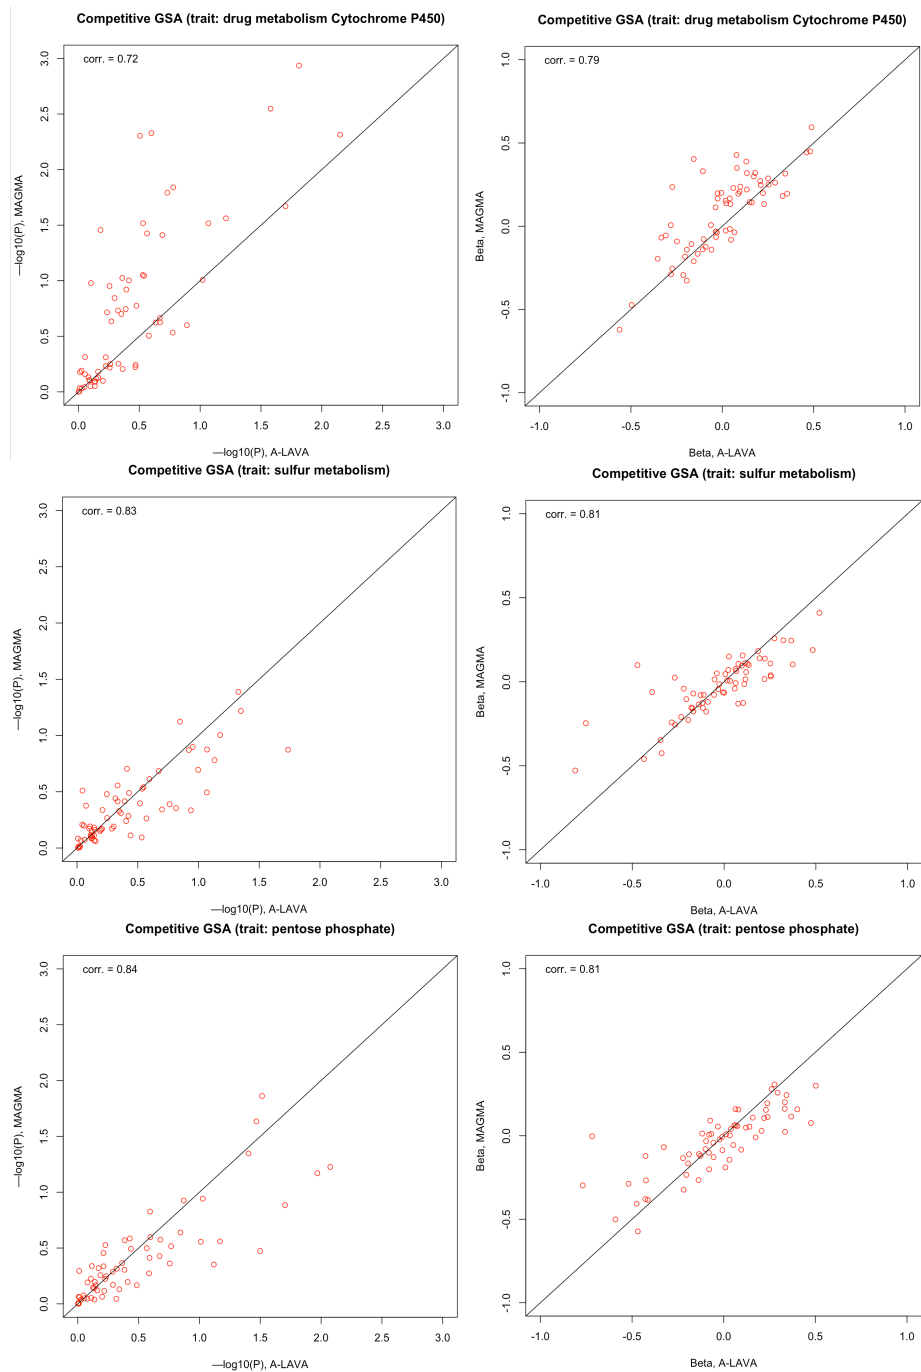 Competitive GSA (trait: drug metabolism Cytochrome P450)
corr. = 0.72
—log10(P), MAGMA
3.0
2.5
2.0
1.5
1.0
0.5
0.0
0.0 0.5 1.0 1.5 2.0 2.5 3.0
—log10(P), A-LAVA
Competitive GSA (trait: drug metabolism Cytochrome P450)
corr. = 0.79
Beta, MAGMA
1.0
0.5
0.0
-0.5
-1.0
-1.0 -0.5 0.0 0.5 1.0
Beta, A-LAVA
Competitive GSA (trait: sulfur metabolism)
corr. = 0.83
—log10(P), MAGMA
3.0
2.5
2.0
1.5
1.0
0.5
0.0
0.0 0.5 1.0 1.5 2.0 2.5 3.0
—log10(P), A-LAVA
Competitive GSA (trait: sulfur metabolism)
corr. = 0.81
Beta, MAGMA
1.0
0.5
0.0
-0.5
-1.0
-1.0 -0.5 0.0 0.5 1.0
Beta, A-LAVA
Competitive GSA (trait: pentose phosphate)
corr. = 0.84
—log10(P), MAGMA
3.0
2.5
2.0
1.5
1.0
0.5
0.0
0.0 0.5 1.0 1.5 2.0 2.5 3.0
—log10(P), A-LAVA
Competitive GSA (trait: pentose phosphate)
corr. = 0.81
Beta, MAGMA
1.0
0.5
0.0
-0.5
-1.0
-1.0 -0.5 0.0 0.5 1.0
Beta, A-LAVA